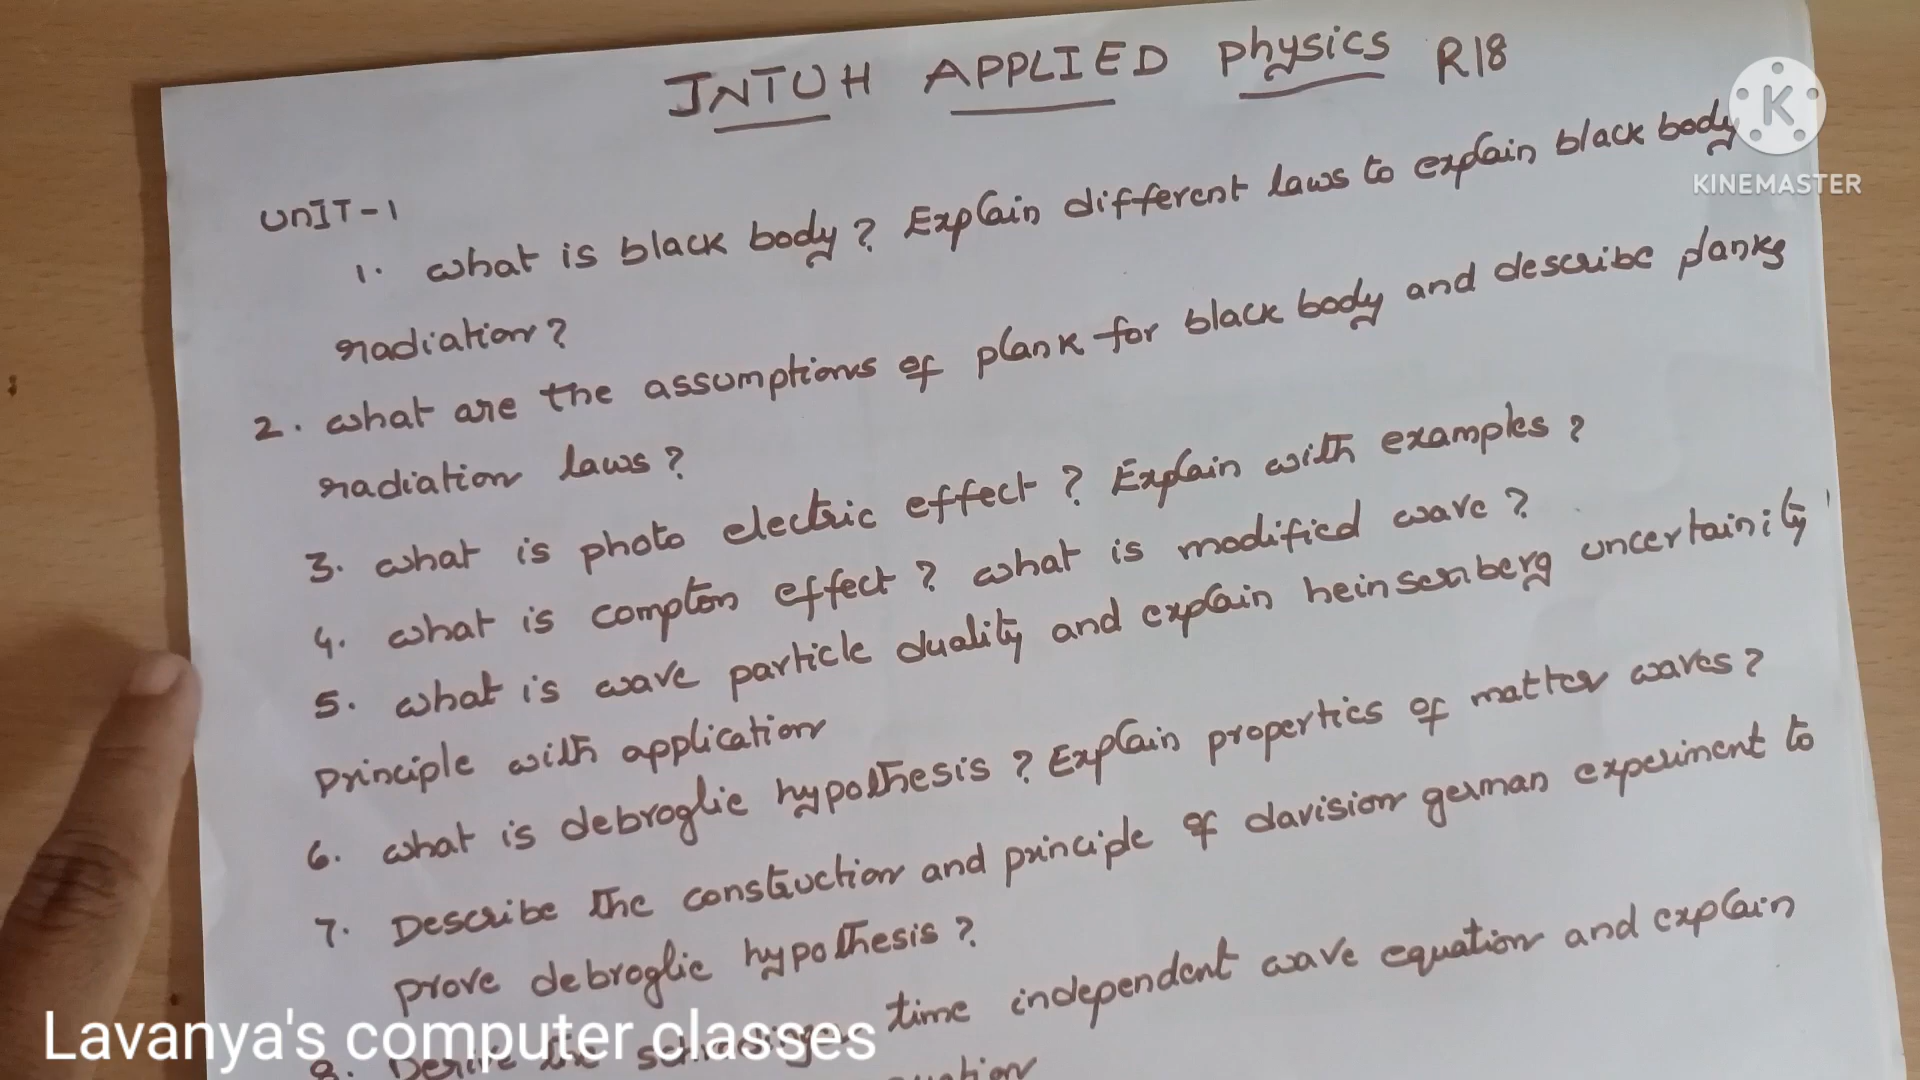 JNTUH APPLIED Physics R18
KINEMASTER
UNIT-1
1. what is black body? Explain different laws to explain black body
radiation?
2. what are the assumptions of plank for black body and describe planks
radiation laws?
3. what is photo electric effect? Explain with examples?
4. what is compton effect? what is modified wave?
5. what is wave particle duality and explain heinsenberg uncertainity
principle with application
6. what is debroglie hypothesis? Explain properties of matter waves?
7. Describe the construction and principle of davision german experiment to
prove debroglie hypothesis?
8. Derive the time independent wave equation and explain
Lavanya's computer classes